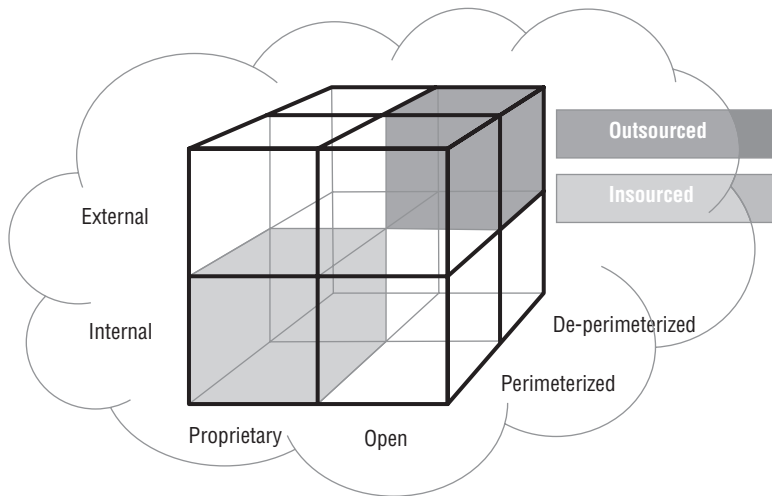 Outsourced
Insourced
External
Internal
De-perimeterized
Perimeterized
Proprietary
Open